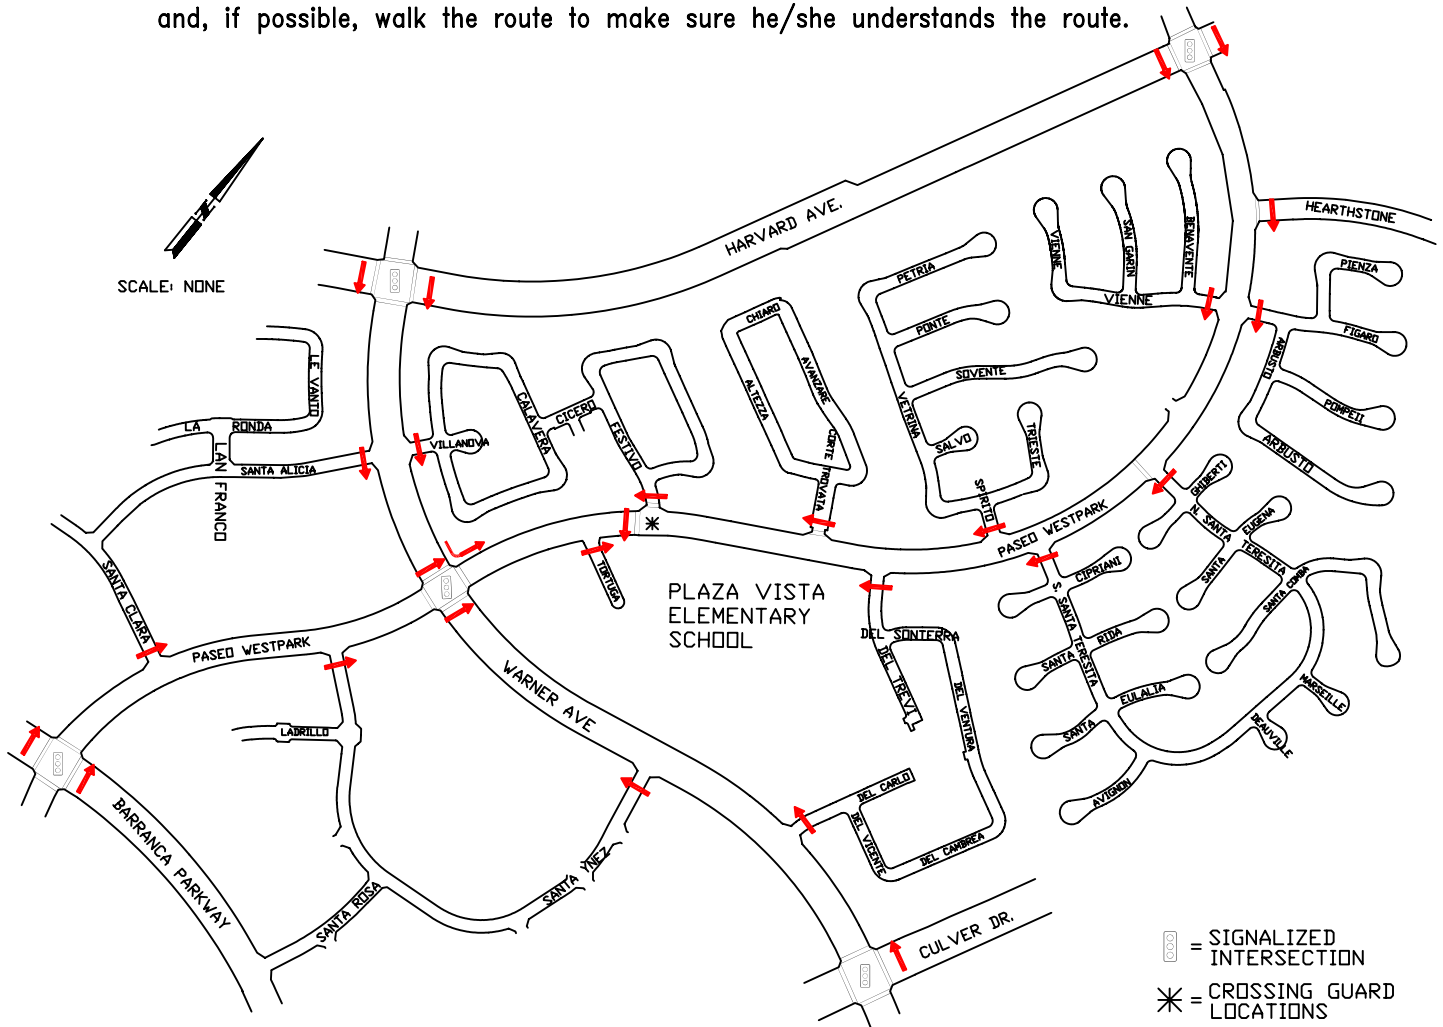 and, if possible, walk the route to make sure he/she understands the route.
HARVARD AVE.
HEARTHSTONE
SCALE: NONE
PETRIA
VIENNE
SAN GARIN
BENAVENTE
VIENNE
PIENZA
FIGARO
ARBUSTO
POMPEII
ARBUSTO
CHIARO
PONTE
SOVENTE
AVANZARE
ALTEZZA
LE VANTO
LA RONDA
LAN FRANCO
SANTA ALICIA
VILLANOVA
CALAVERA
CICERO
FESTIVO
CORTE TROVATA
VETRINA
SALVO
TRIESTE
SPIRITO
PASEO WESTPARK
GHIBERTI
N. SANTA TERESITA
EUGENA
SANTA
SANTA COMBA
CIPRIANI
S. SANTA TERESITA
RIDA
SANTA
EULALIA
SANTA
AVIGNON
MARSEILLE
DEAUVILLE
SANTA CLARA
TORTUGA
PLAZA VISTA
ELEMENTARY
SCHOOL
DEL SONTERRA
DEL TREVI
DEL VENTURA
PASEO WESTPARK
WARNER AVE
LADRILLO
DEL CARLO
DEL VICENTE
DEL CAMBREA
BARRANCA PARKWAY
SANTA ROSA
SANTA YNEZ
CULVER DR.
= SIGNALIZED
INTERSECTION
= CROSSING GUARD
LOCATIONS